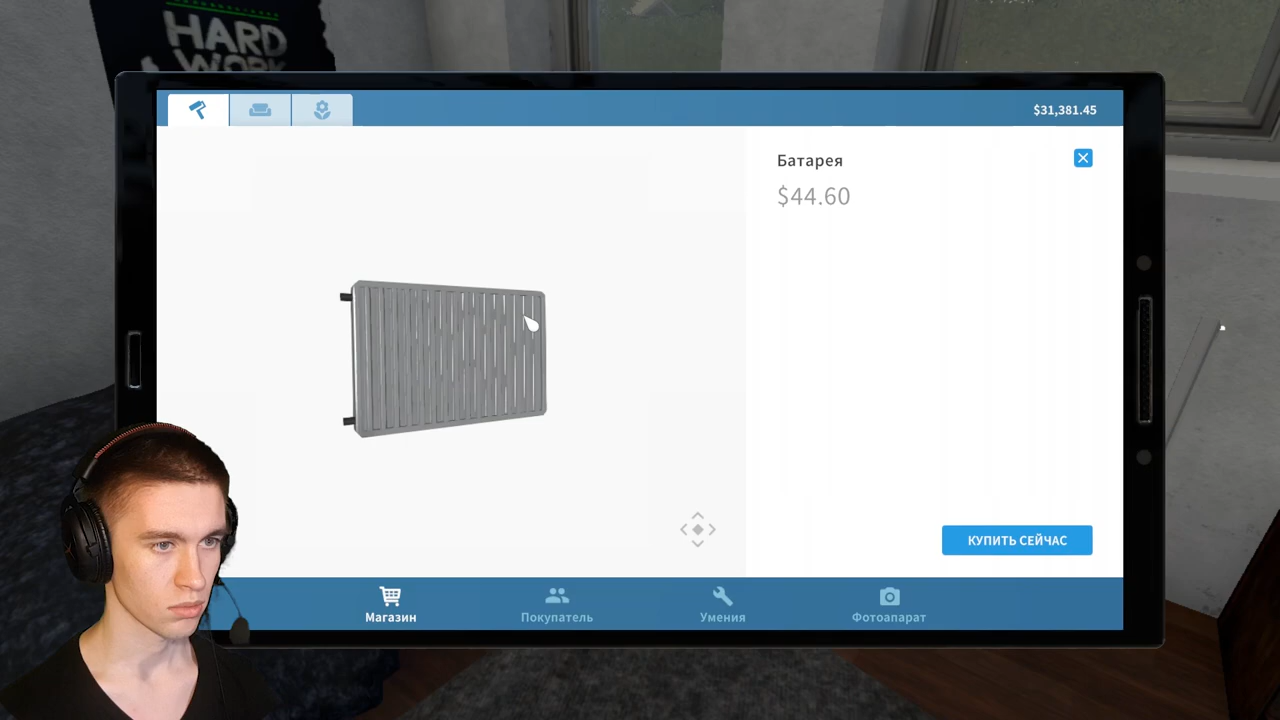 HARD
WORK
$31,381.45
Батарея
$44.60
КУПИТЬ СЕЙЧАС
Магазин
Покупатель
Умения
Фотоапарат